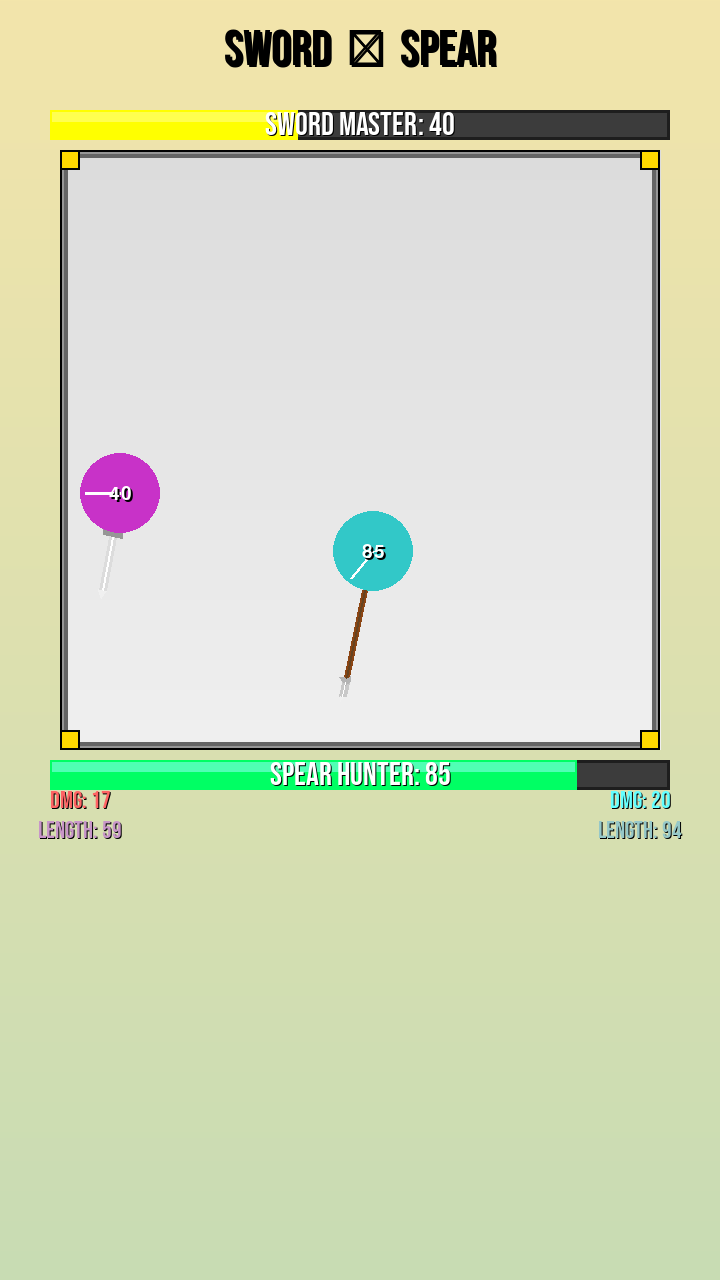 SWORD SPEAR
SWORD MASTER: 40
40
85
SPEAR HUNTER: 85
DMG: 17
DMG: 20
LENGTH: 59
LENGTH: 94